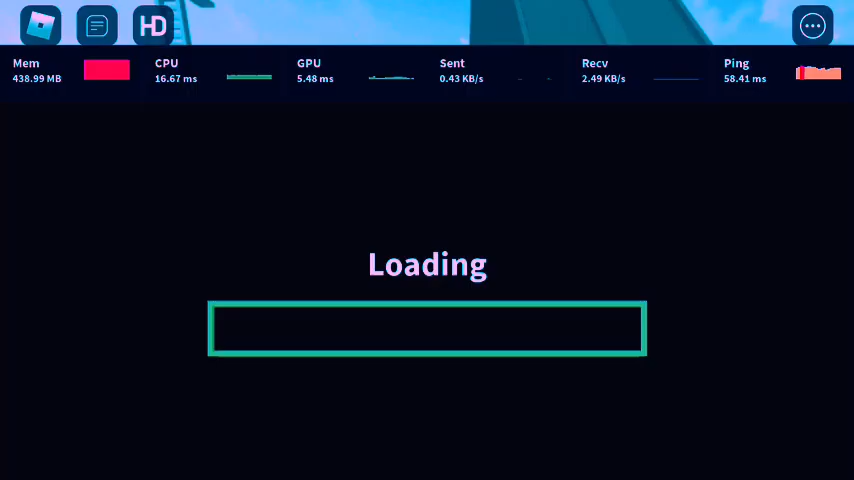 HD
Mem CPU GPU Sent Recv Ping
438.99 MB 16.67 ms 5.48 ms 0.43 KB/s 2.49 KB/s 58.41 ms
Loading